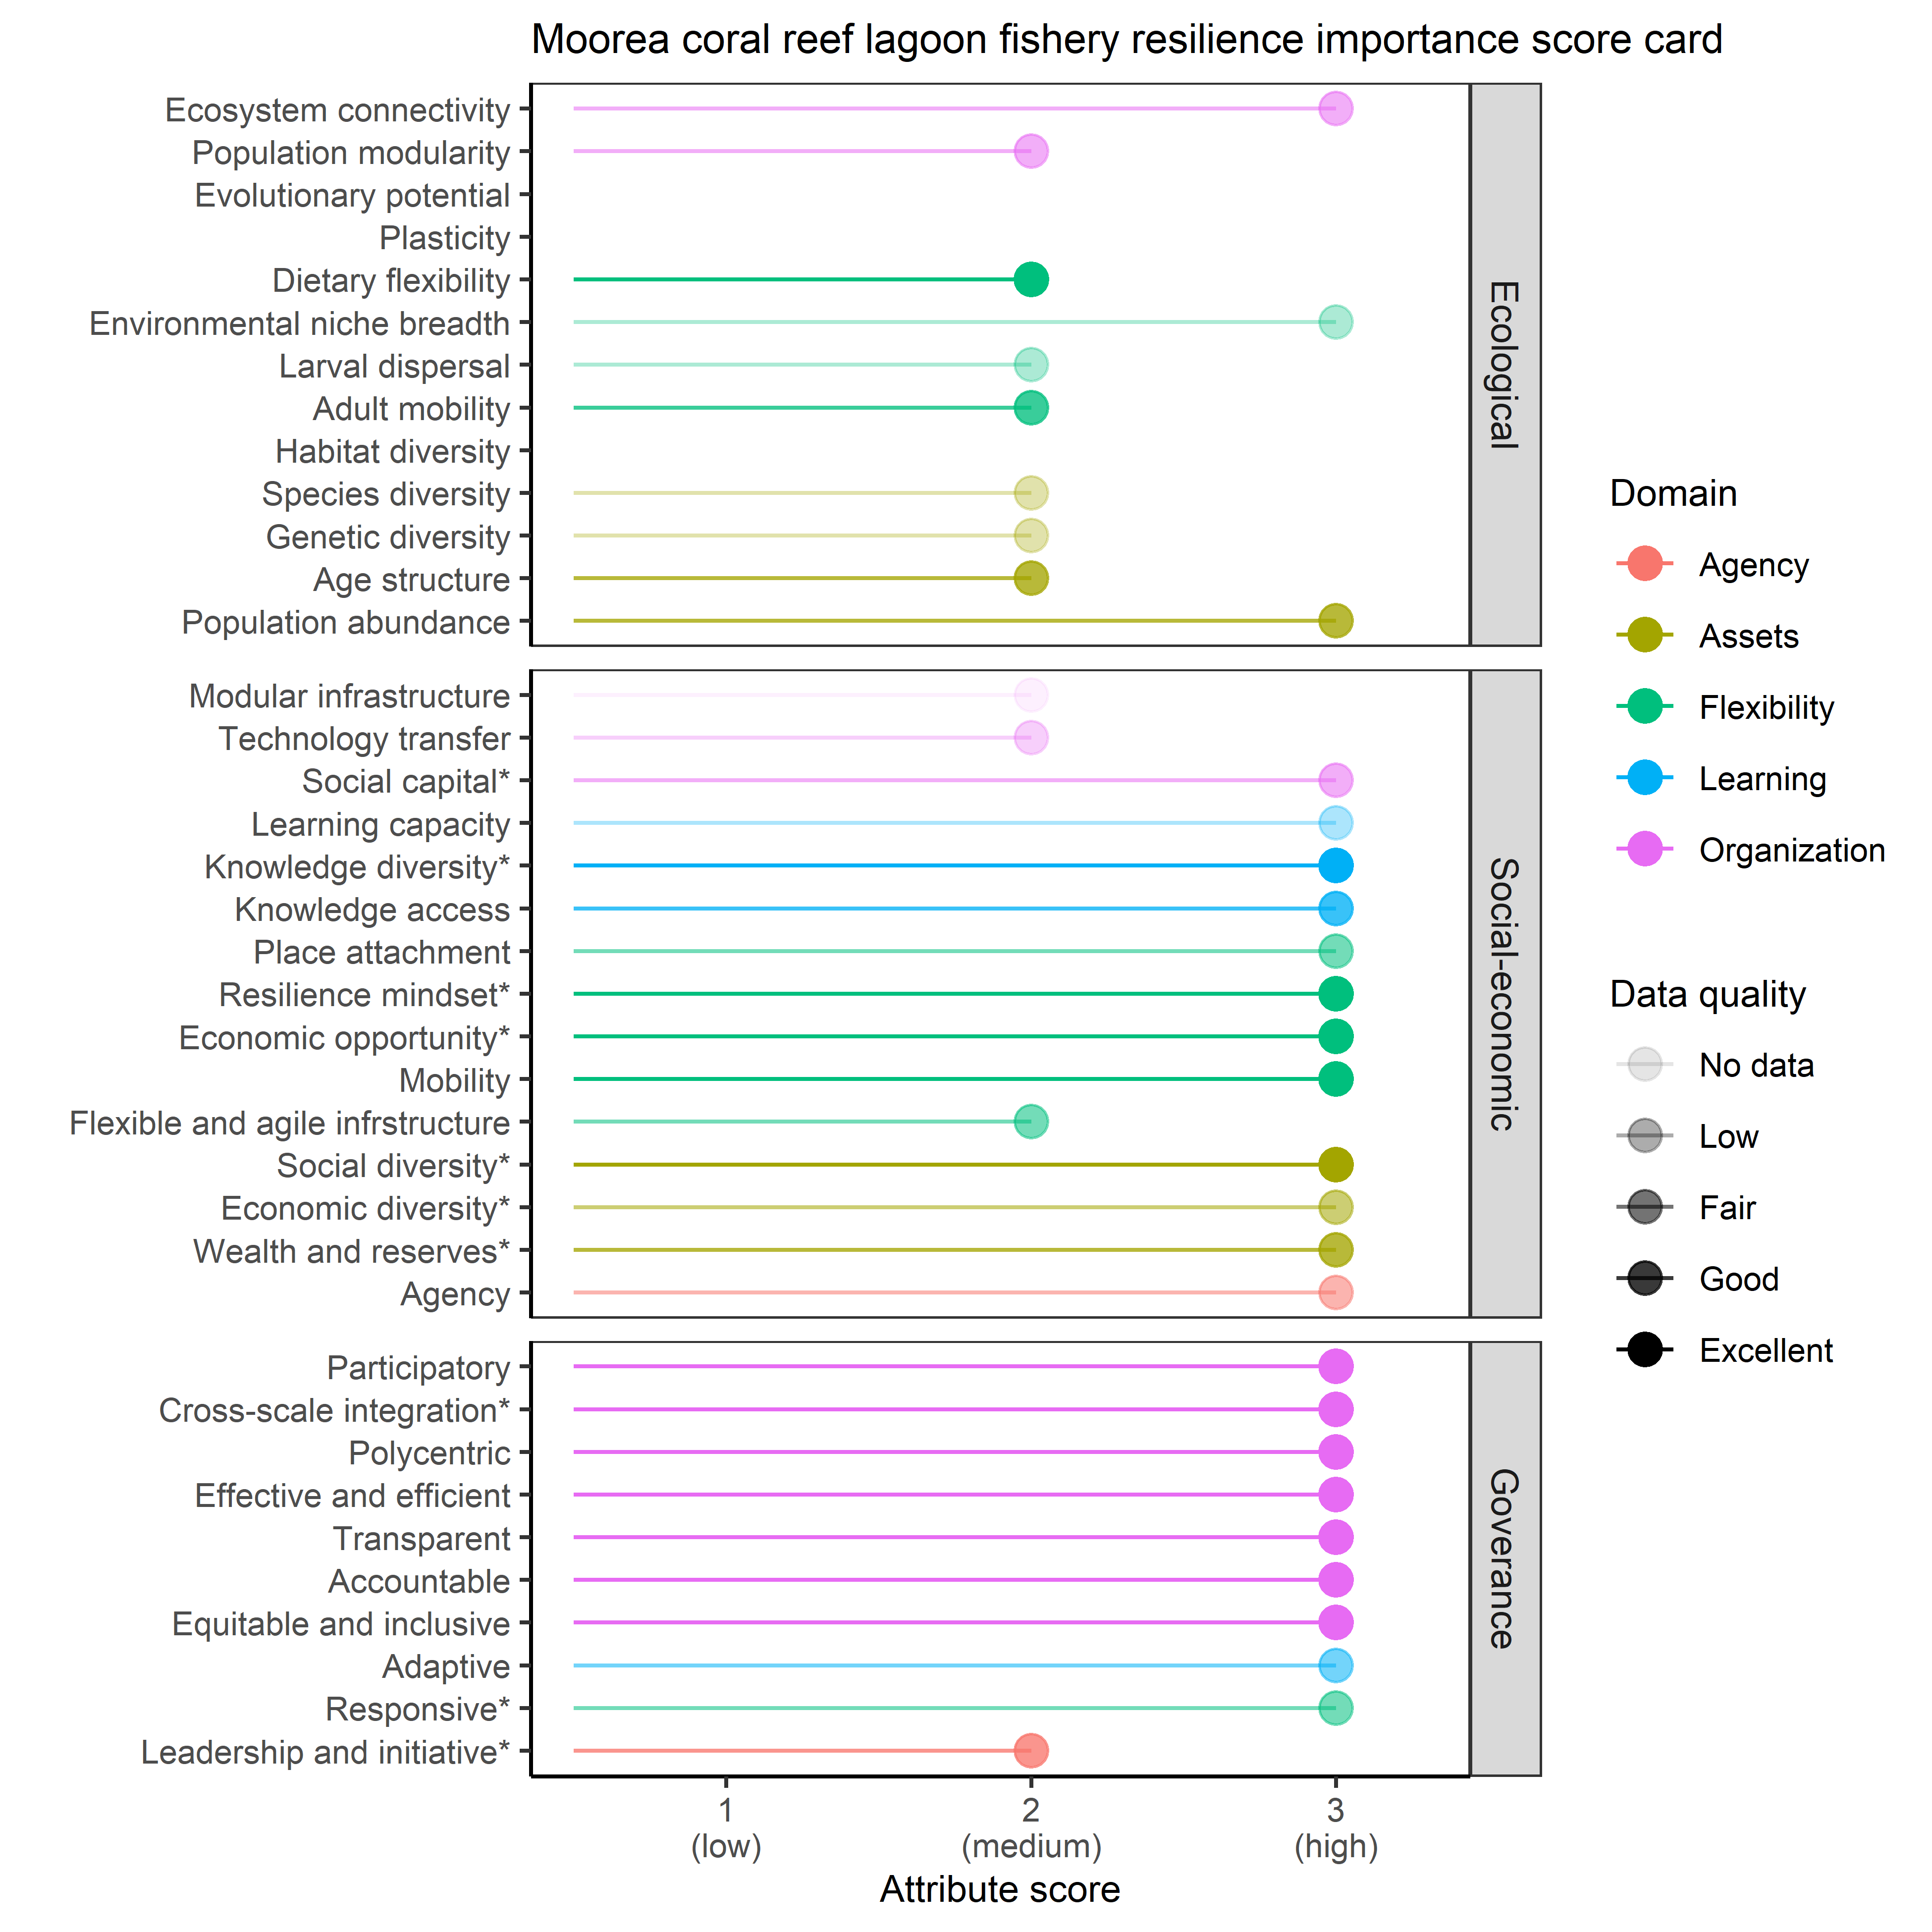 Moorea coral reef lagoon fishery resilience importance score card
Ecosystem connectivity
Population modularity
Evolutionary potential
Plasticity
Dietary flexibility
Environmental niche breadth
Larval dispersal
Adult mobility
Habitat diversity
Species diversity
Genetic diversity
Age structure
Population abundance
Ecological
Modular infrastructure
Technology transfer
Social capital*
Learning capacity
Knowledge diversity*
Knowledge access
Place attachment
Resilience mindset*
Economic opportunity*
Mobility
Flexible and agile infrstructure
Social diversity*
Economic diversity*
Wealth and reserves*
Agency
Social-economic
Participatory
Cross-scale integration*
Polycentric
Effective and efficient
Transparent
Accountable
Equitable and inclusive
Adaptive
Responsive*
Leadership and initiative*
Goverance
1
(low)
2
(medium)
3
(high)
Attribute score
Domain
Agency
Assets
Flexibility
Learning
Organization
Data quality
No data
Low
Fair
Good
Excellent